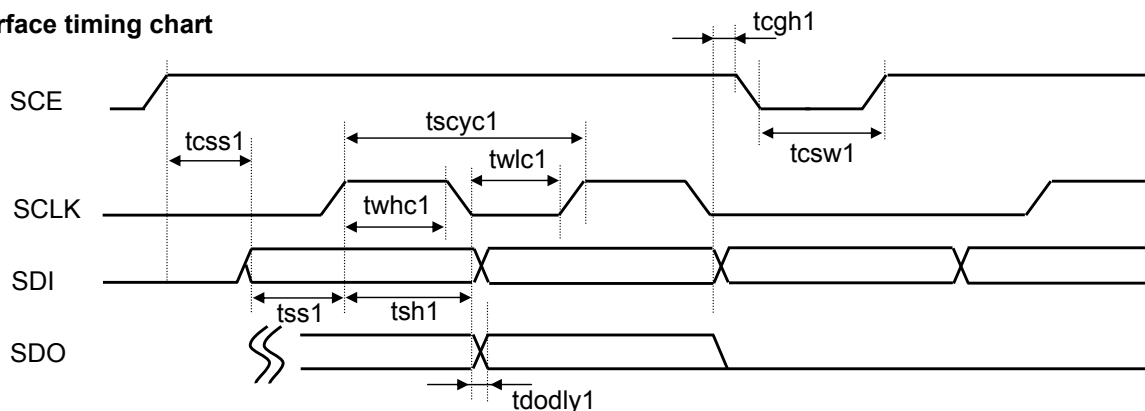 rface timing chart
tcgh1
SCE
tscyc1
tcss1
twlc1
tcsw1
SCLK
twhc1
SDI
tss1
tsh1
SDO
tdodly1